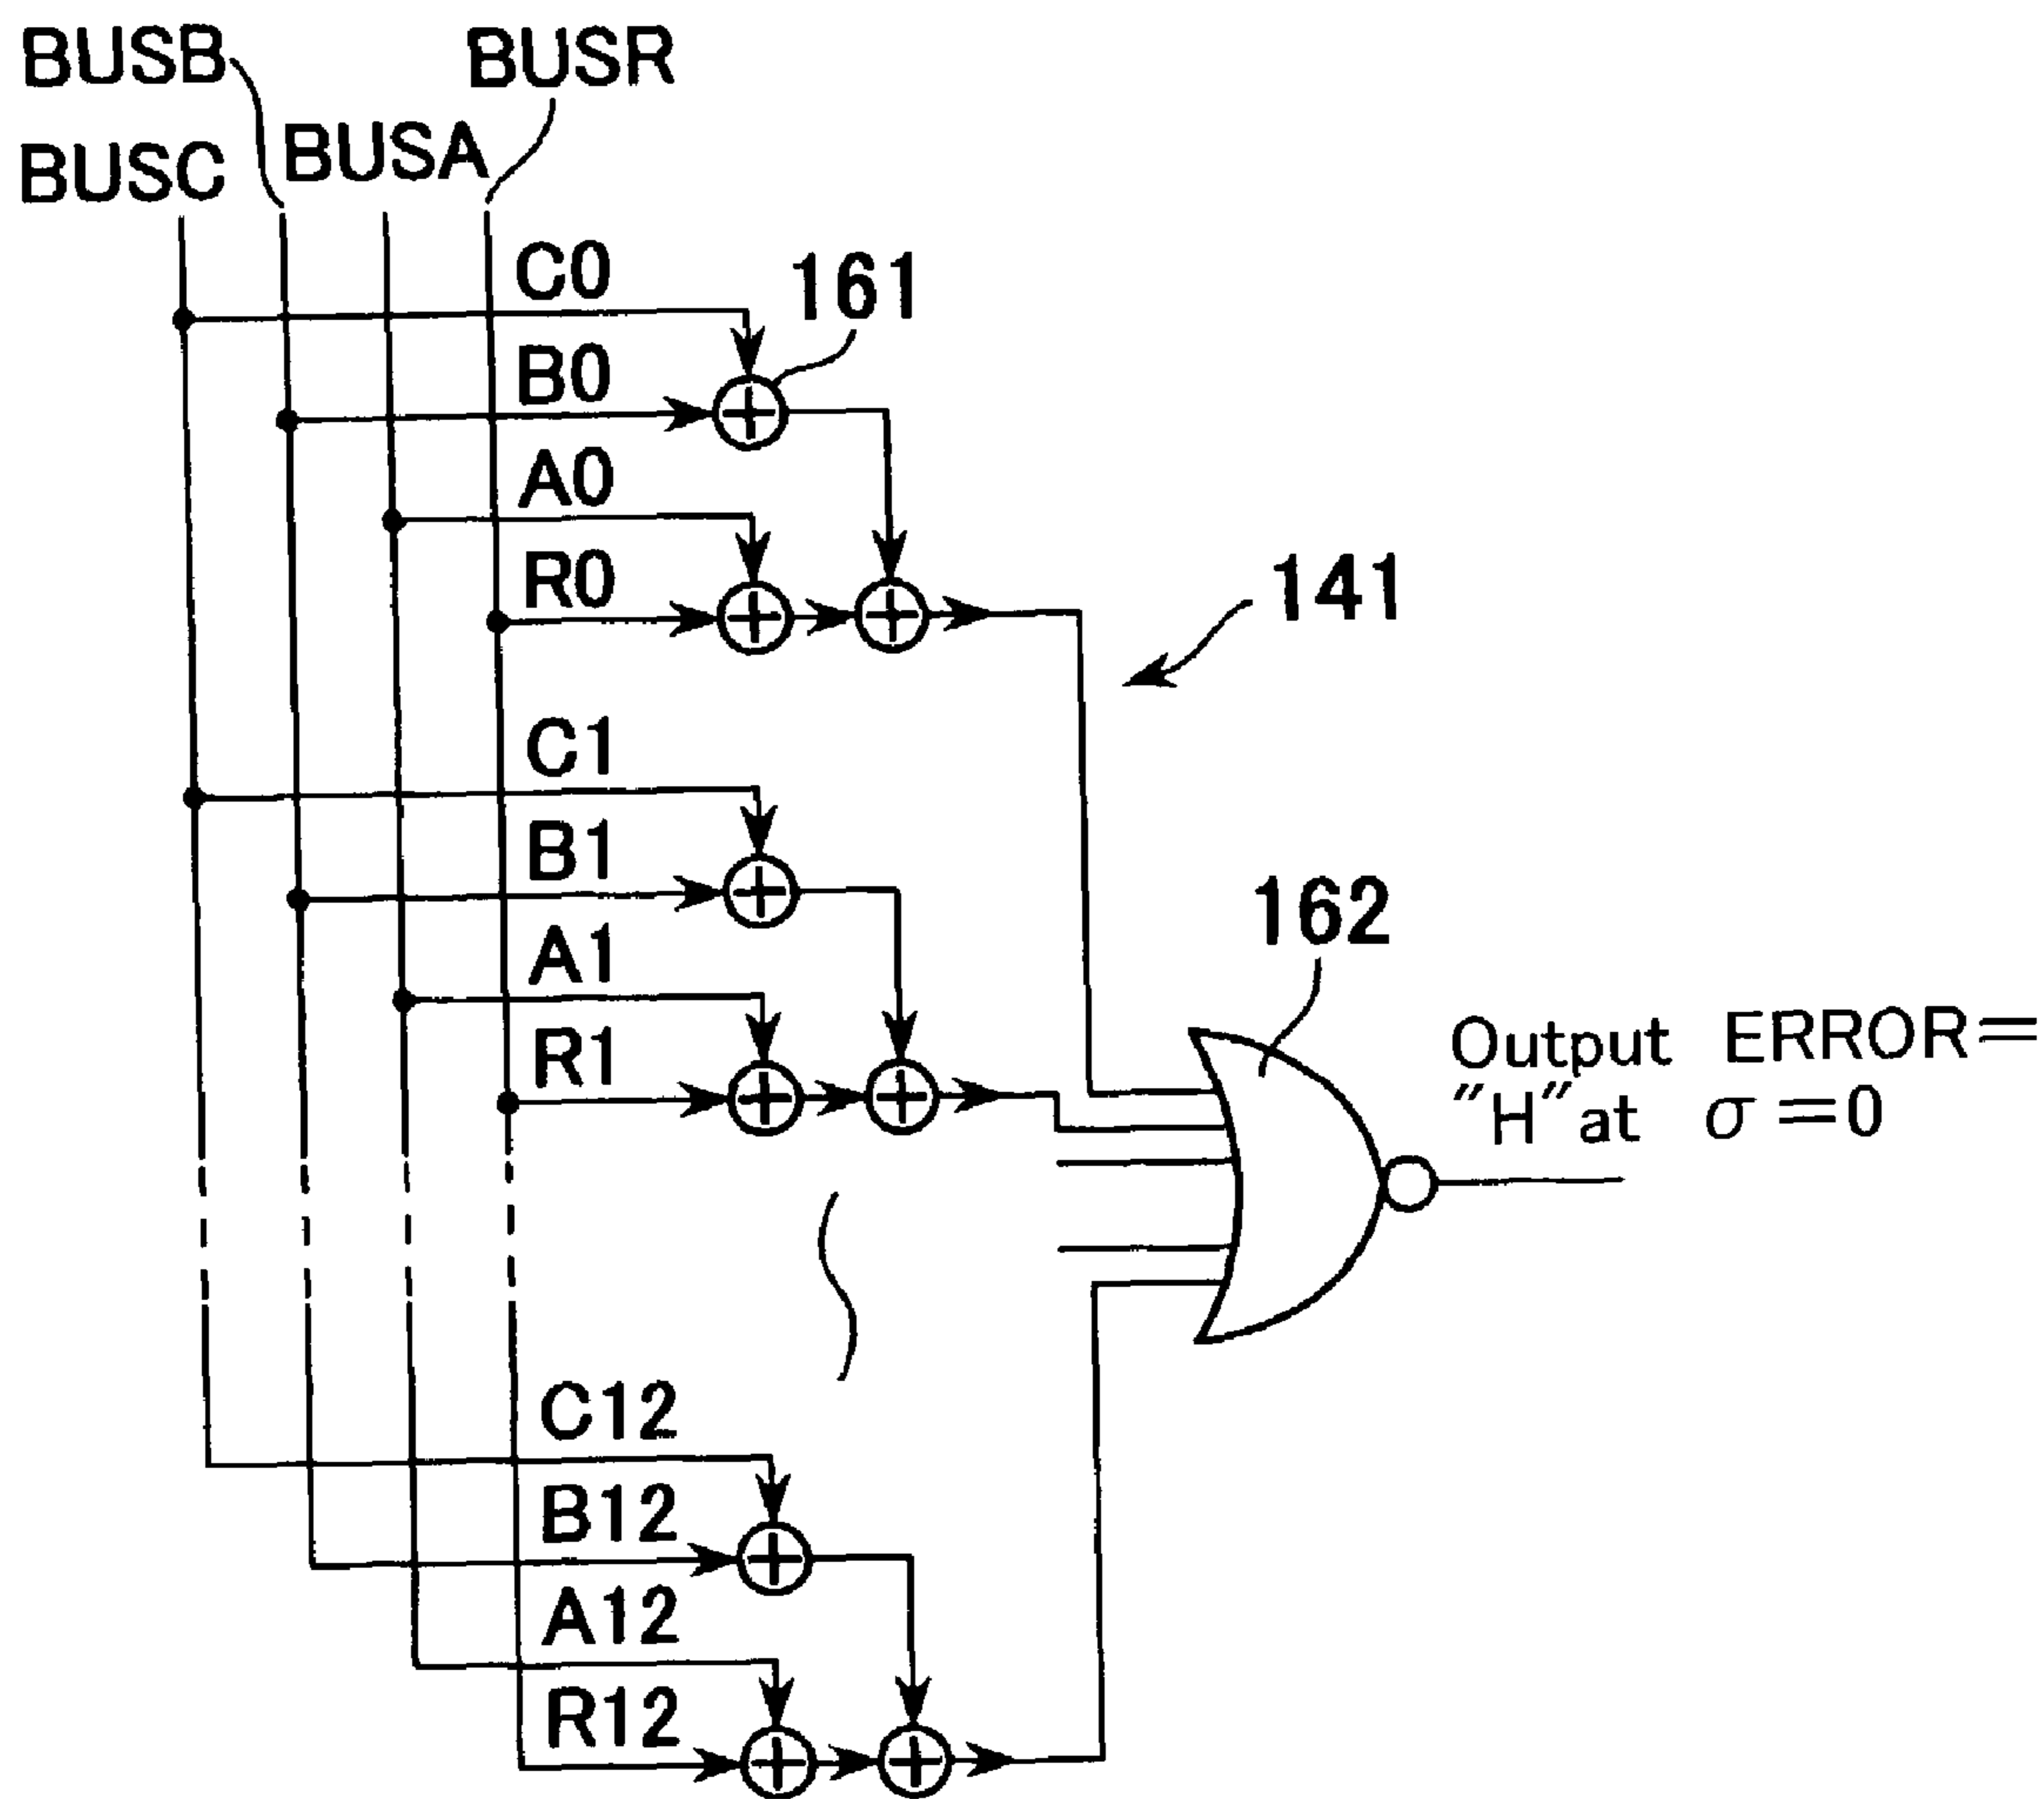 BUSB
BUSR
BUSC
BUSA
C0
161
B0
A0
R0
141
C1
B1
162
A1
R1
Output ERROR=
"H"at σ=0
C12
B12
A12
R12